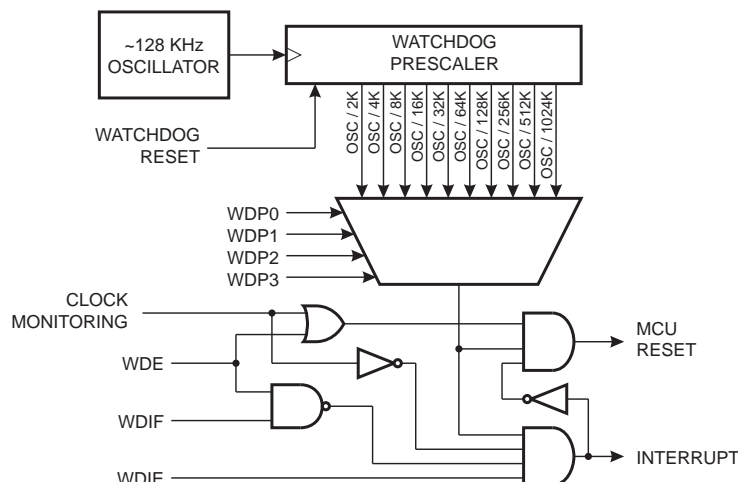 ~128 KHz
OSCILLATOR
WATCHDOG
PRESCALER
WATCHDOG
RESET
OSC / 2K
OSC / 4K
OSC / 8K
OSC / 16K
OSC / 32K
OSC / 64K
OSC / 128K
OSC / 256K
OSC / 512K
OSC / 1024K
WDP0
WDP1
WDP2
WDP3
CLOCK
MONITORING
MCU
RESET
WDE
WDIF
INTERRUPT
WDIE